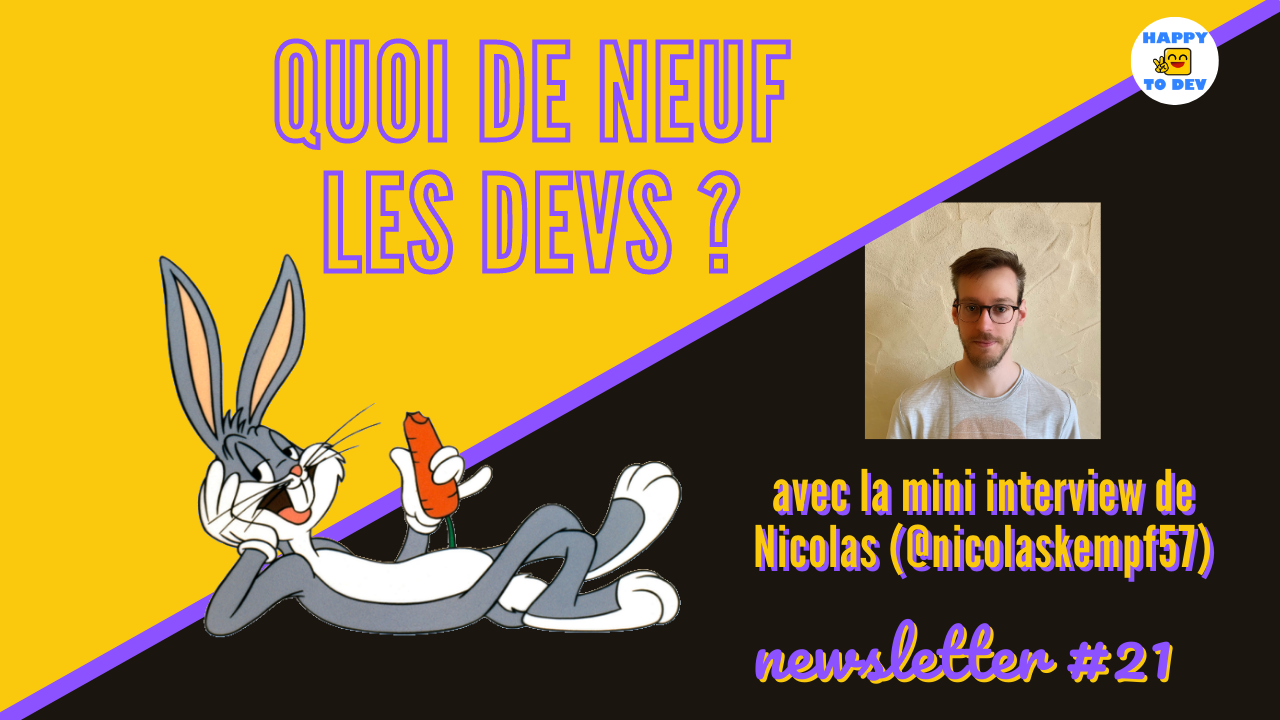 QUOI DE NEUF
LES DEVS ?
HAPPY
TO DEV
avec la mini interview de
Nicolas (@nicolaskempf57)
newsletter #21